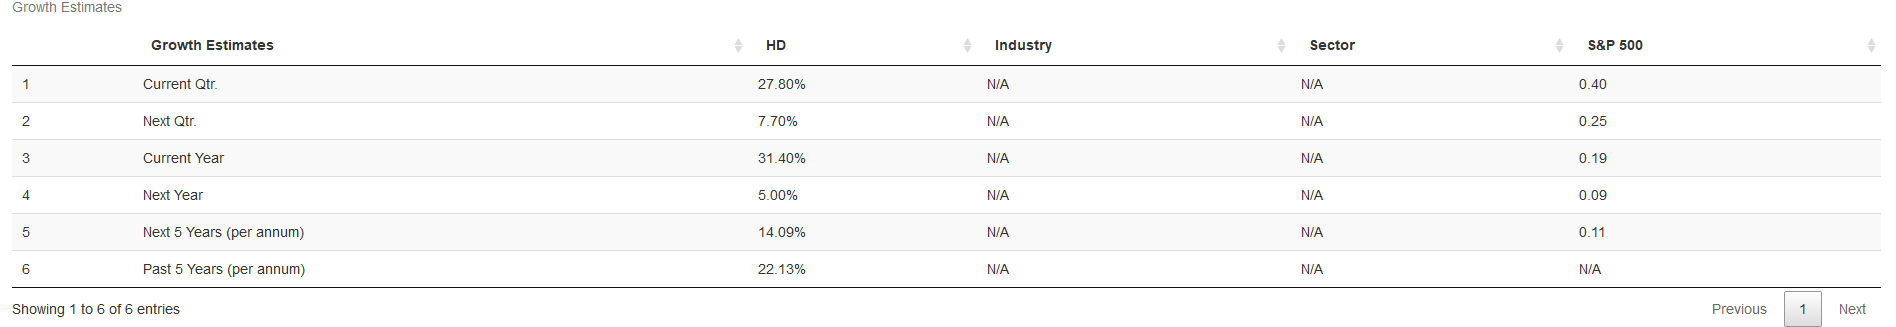 Growth Estimates
Growth Estimates HD Industry Sector S&P 500
1 Current Qtr. 27.80% N/A N/A 0.40
2 Next Qtr. 7.70% N/A N/A 0.25
3 Current Year 31.40% N/A N/A 0.19
4 Next Year 5.00% N/A N/A 0.09
5 Next 5 Years (per annum) 14.09% N/A N/A 0.11
6 Past 5 Years (per annum) 22.13% N/A N/A N/A
Showing 1 to 6 of 6 entries Previous 1 Next